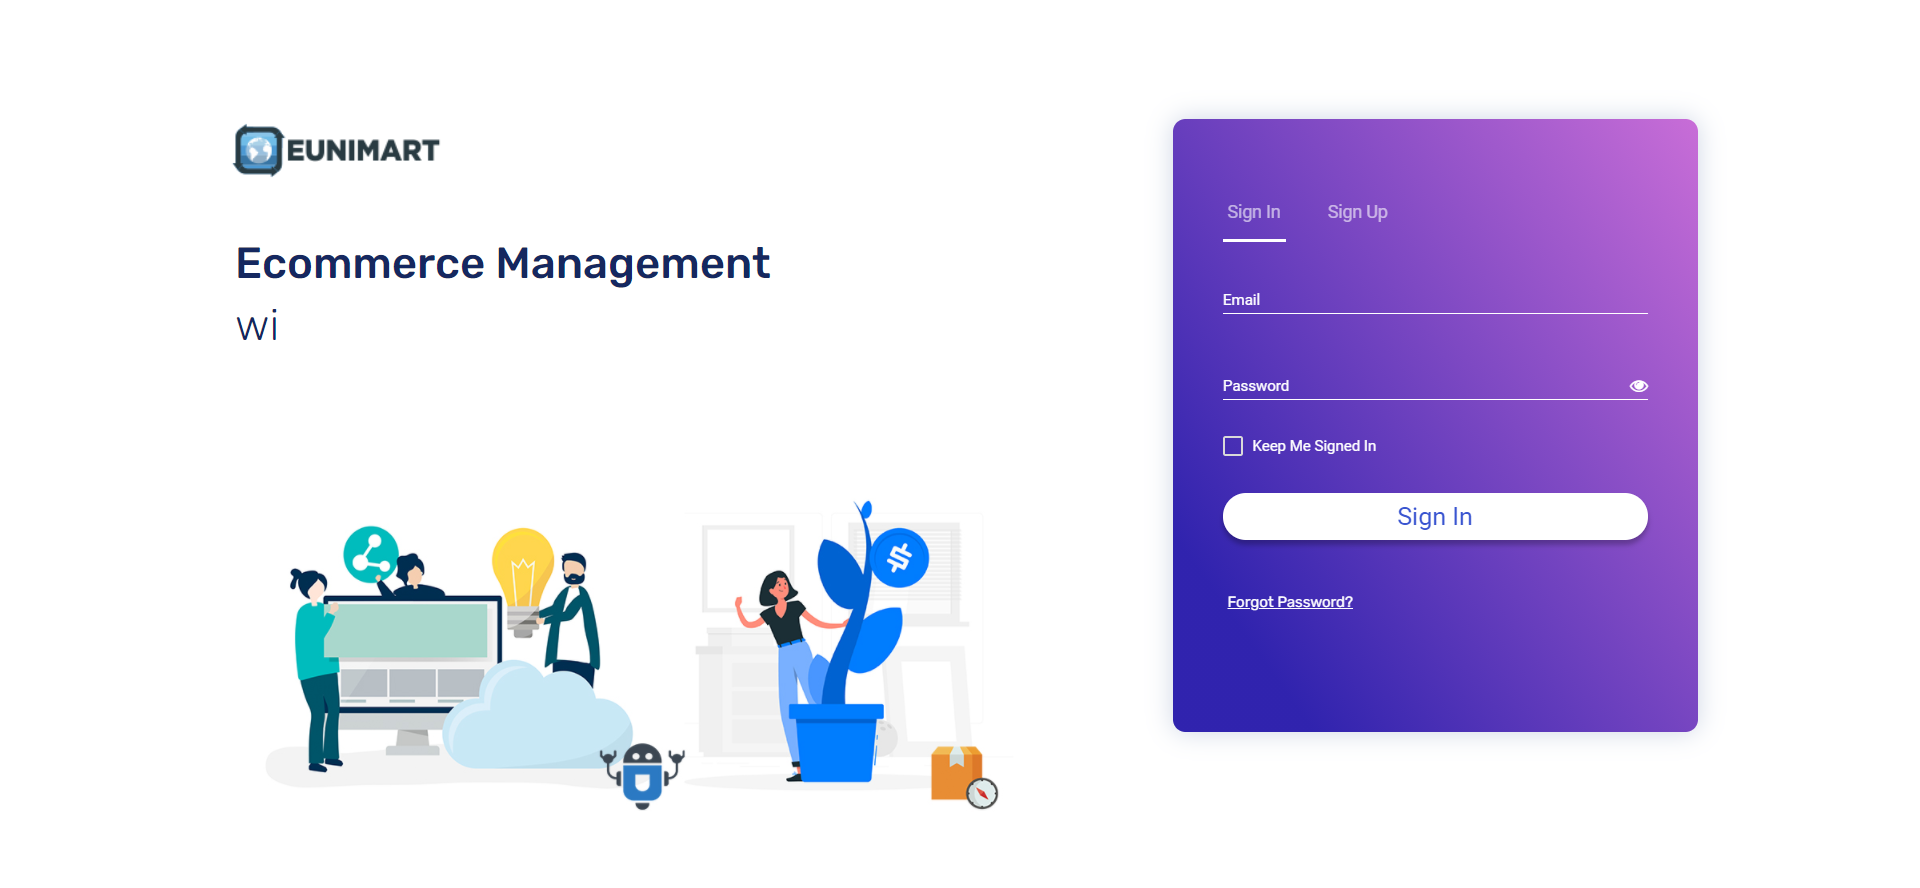 EUNIMART
Ecommerce Management
wi
Sign In
Sign Up
Email
Password
Keep Me Signed In
Sign In
Forgot Password?